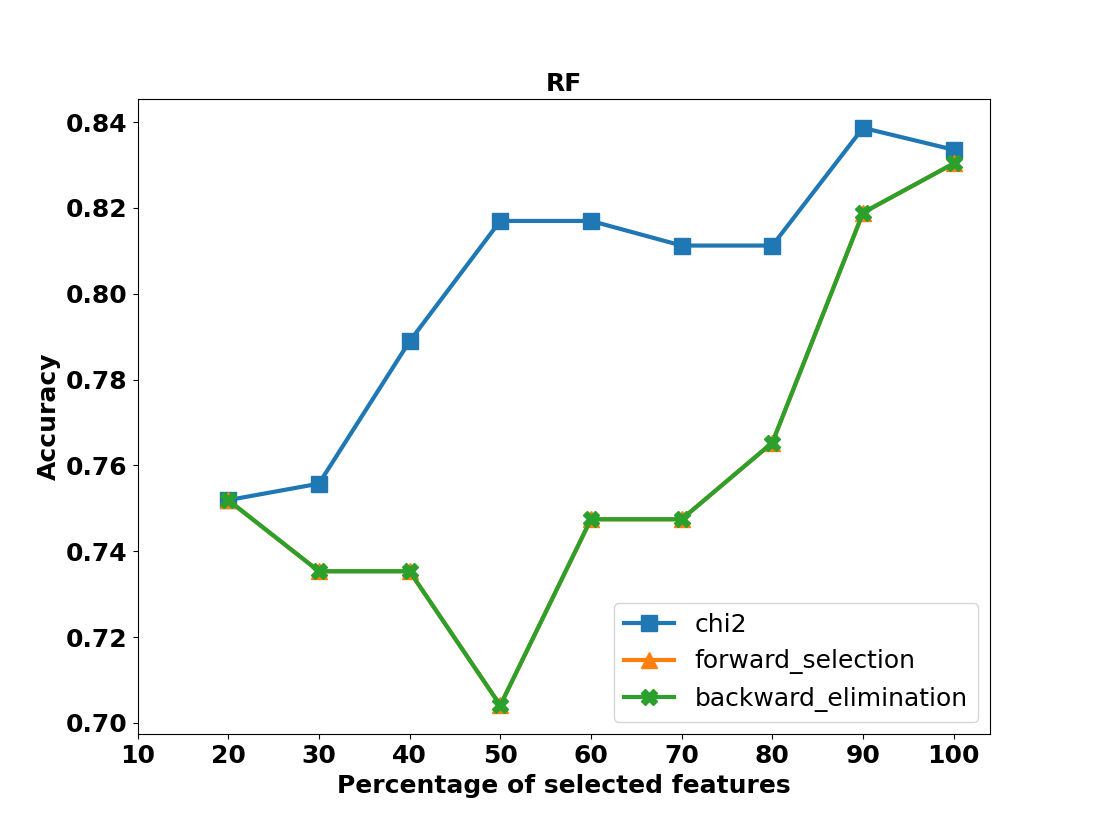 RF
Accuracy
0.84
0.82
0.80
0.78
0.76
0.74
0.72
0.70
chi2
forward_selection
backward_elimination
10 20 30 40 50 60 70 80 90 100
Percentage of selected features